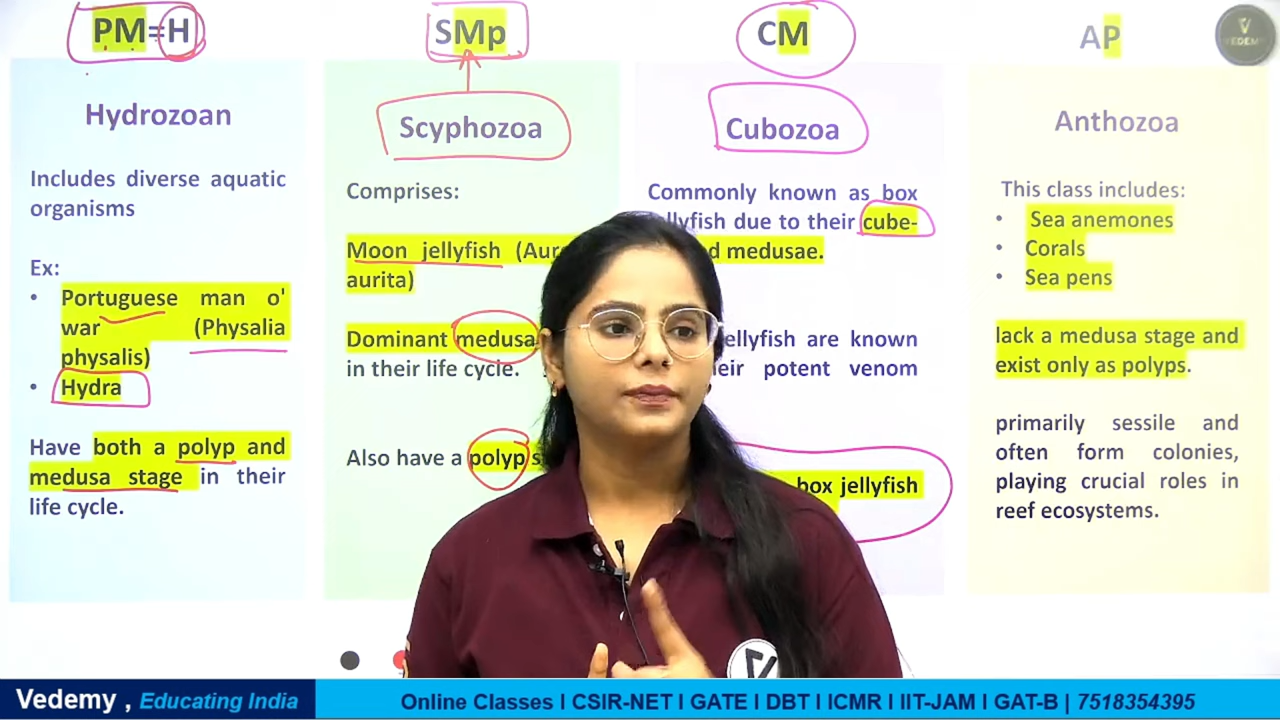 PM=H
Hydrozoan
Includes diverse aquatic
organisms
Ex:
• Portuguese man o'
war (Physalia
physalis)
• Hydra
Have both a polyp and
medusa stage in their
life cycle.
SMp
Scyphozoa
Comprises:
Moon jellyfish
aurita)
Dominant medusa
in their life cycle.
Also have a polyp
CM
Cubozoa
Commonly known as box
due to their cube-
medusae.
are known
potent venom
box jellyfish
AP
Anthozoa
This class includes:
• Sea anemones
• Corals
• Sea pens
lack a medusa stage and
exist only as polyps.
primarily sessile and
often form colonies,
playing crucial roles in
reef ecosystems.
VEDEMY
Vedemy , Educating India
Online Classes I CSIR-NET I GATE I DBT I ICMR I IIT-JAM I GAT-B | 7518354395